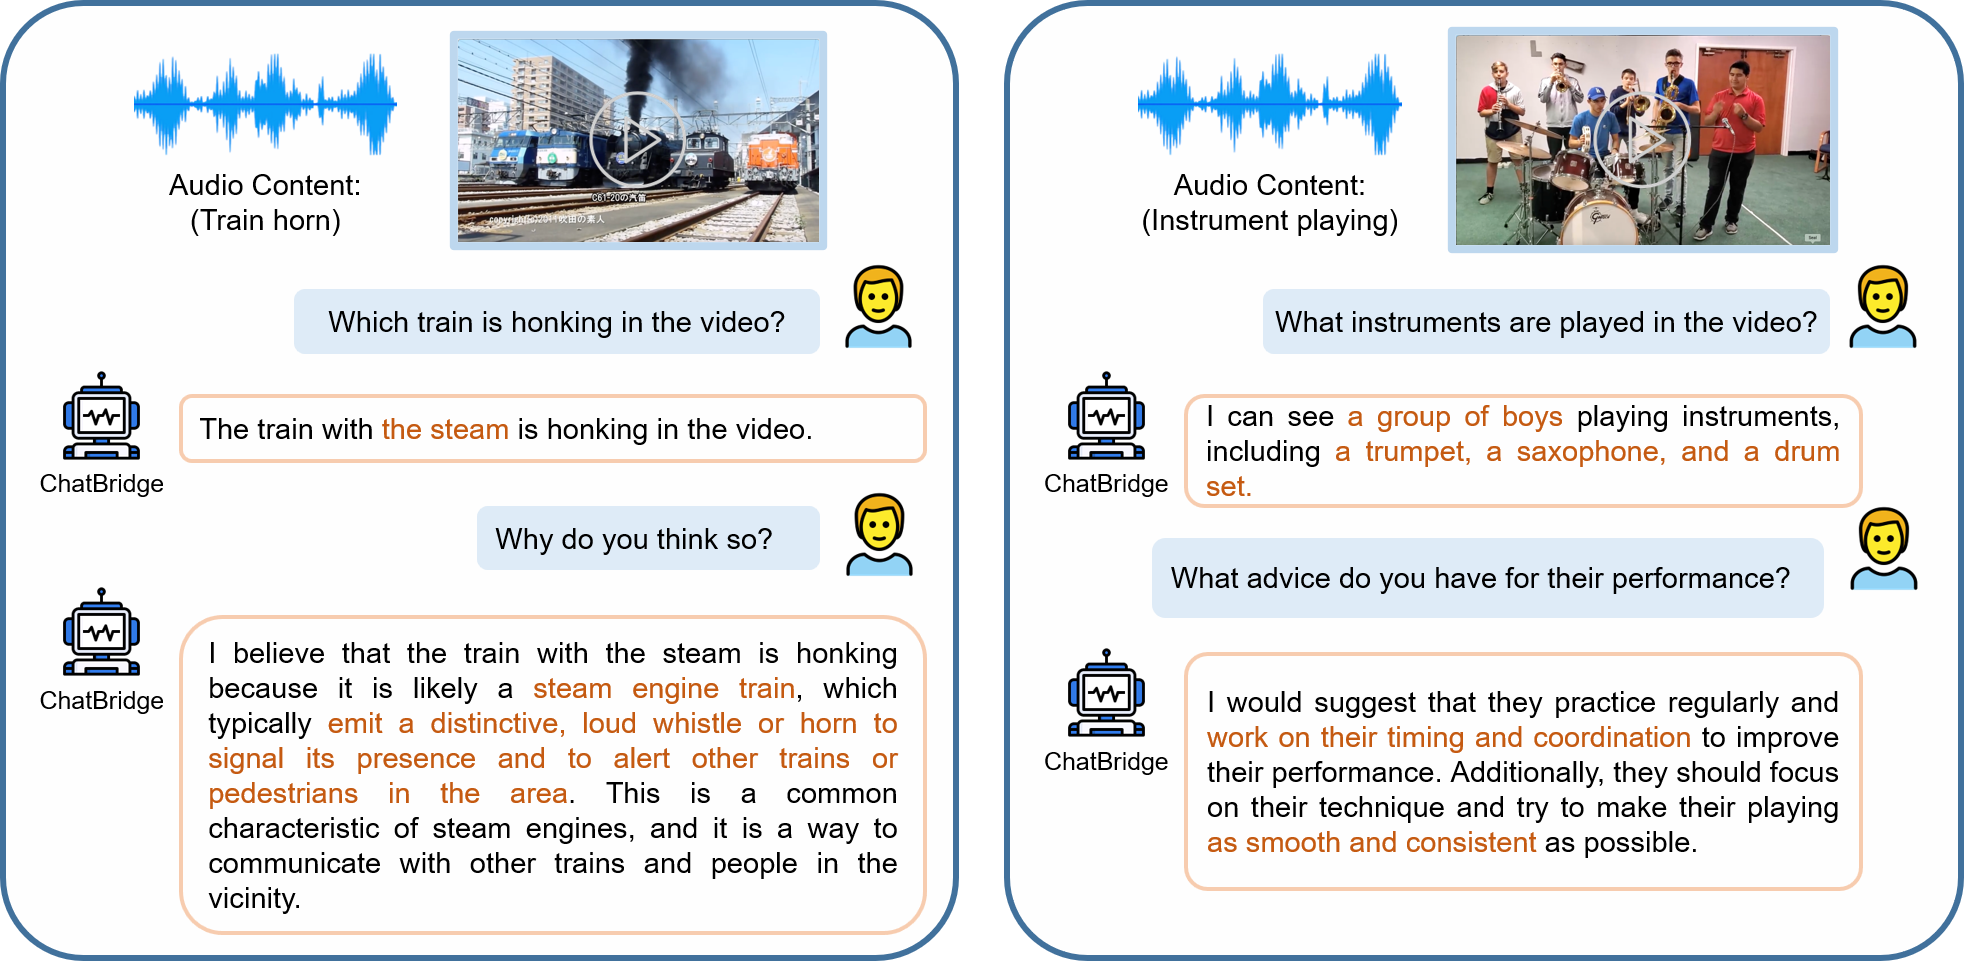 Audio Content:
(Train horn)
C61-20の汽笛
copyright(c)2011吹田の素人
Which train is honking in the video?
The train with the steam is honking in the video.
ChatBridge
Why do you think so?
I believe that the train with the steam is honking
because it is likely a steam engine train, which
typically emit a distinctive, loud whistle or horn to
signal its presence and to alert other trains or
pedestrians in the area. This is a common
characteristic of steam engines, and it is a way to
communicate with other trains and people in the
vicinity.
ChatBridge
Audio Content:
(Instrument playing)
What instruments are played in the video?
I can see a group of boys playing instruments,
including a trumpet, a saxophone, and a drum
set.
ChatBridge
What advice do you have for their performance?
I would suggest that they practice regularly and
work on their timing and coordination to improve
their performance. Additionally, they should focus
on their technique and try to make their playing
as smooth and consistent as possible.
ChatBridge